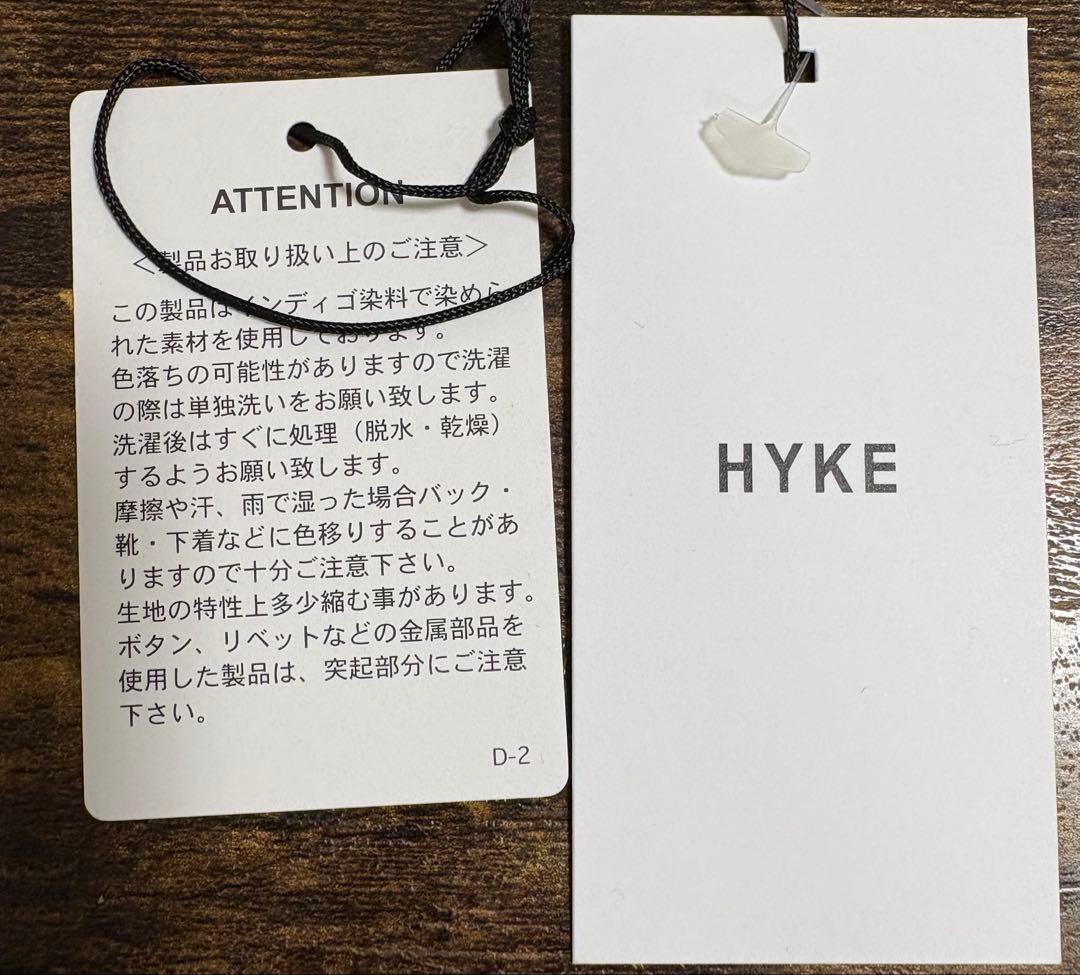 ATTENTION
＜製品お取り扱い上のご注意＞
この製品はインディゴ染料で染めら
れた素材を使用しております。
色落ちの可能性がありますので洗濯
の際は単独洗いをお願い致します。
洗濯後はすぐに処理（脱水・乾燥）
するようお願い致します。
摩擦や汗、雨で湿った場合バック・
靴・下着などに色移りすることがあ
りますので十分ご注意下さい。
生地の特性上多少縮む事があります。
ボタン、リベットなどの金属部品を
使用した製品は、突起部分にご注意
下さい。
D-2
HYKE